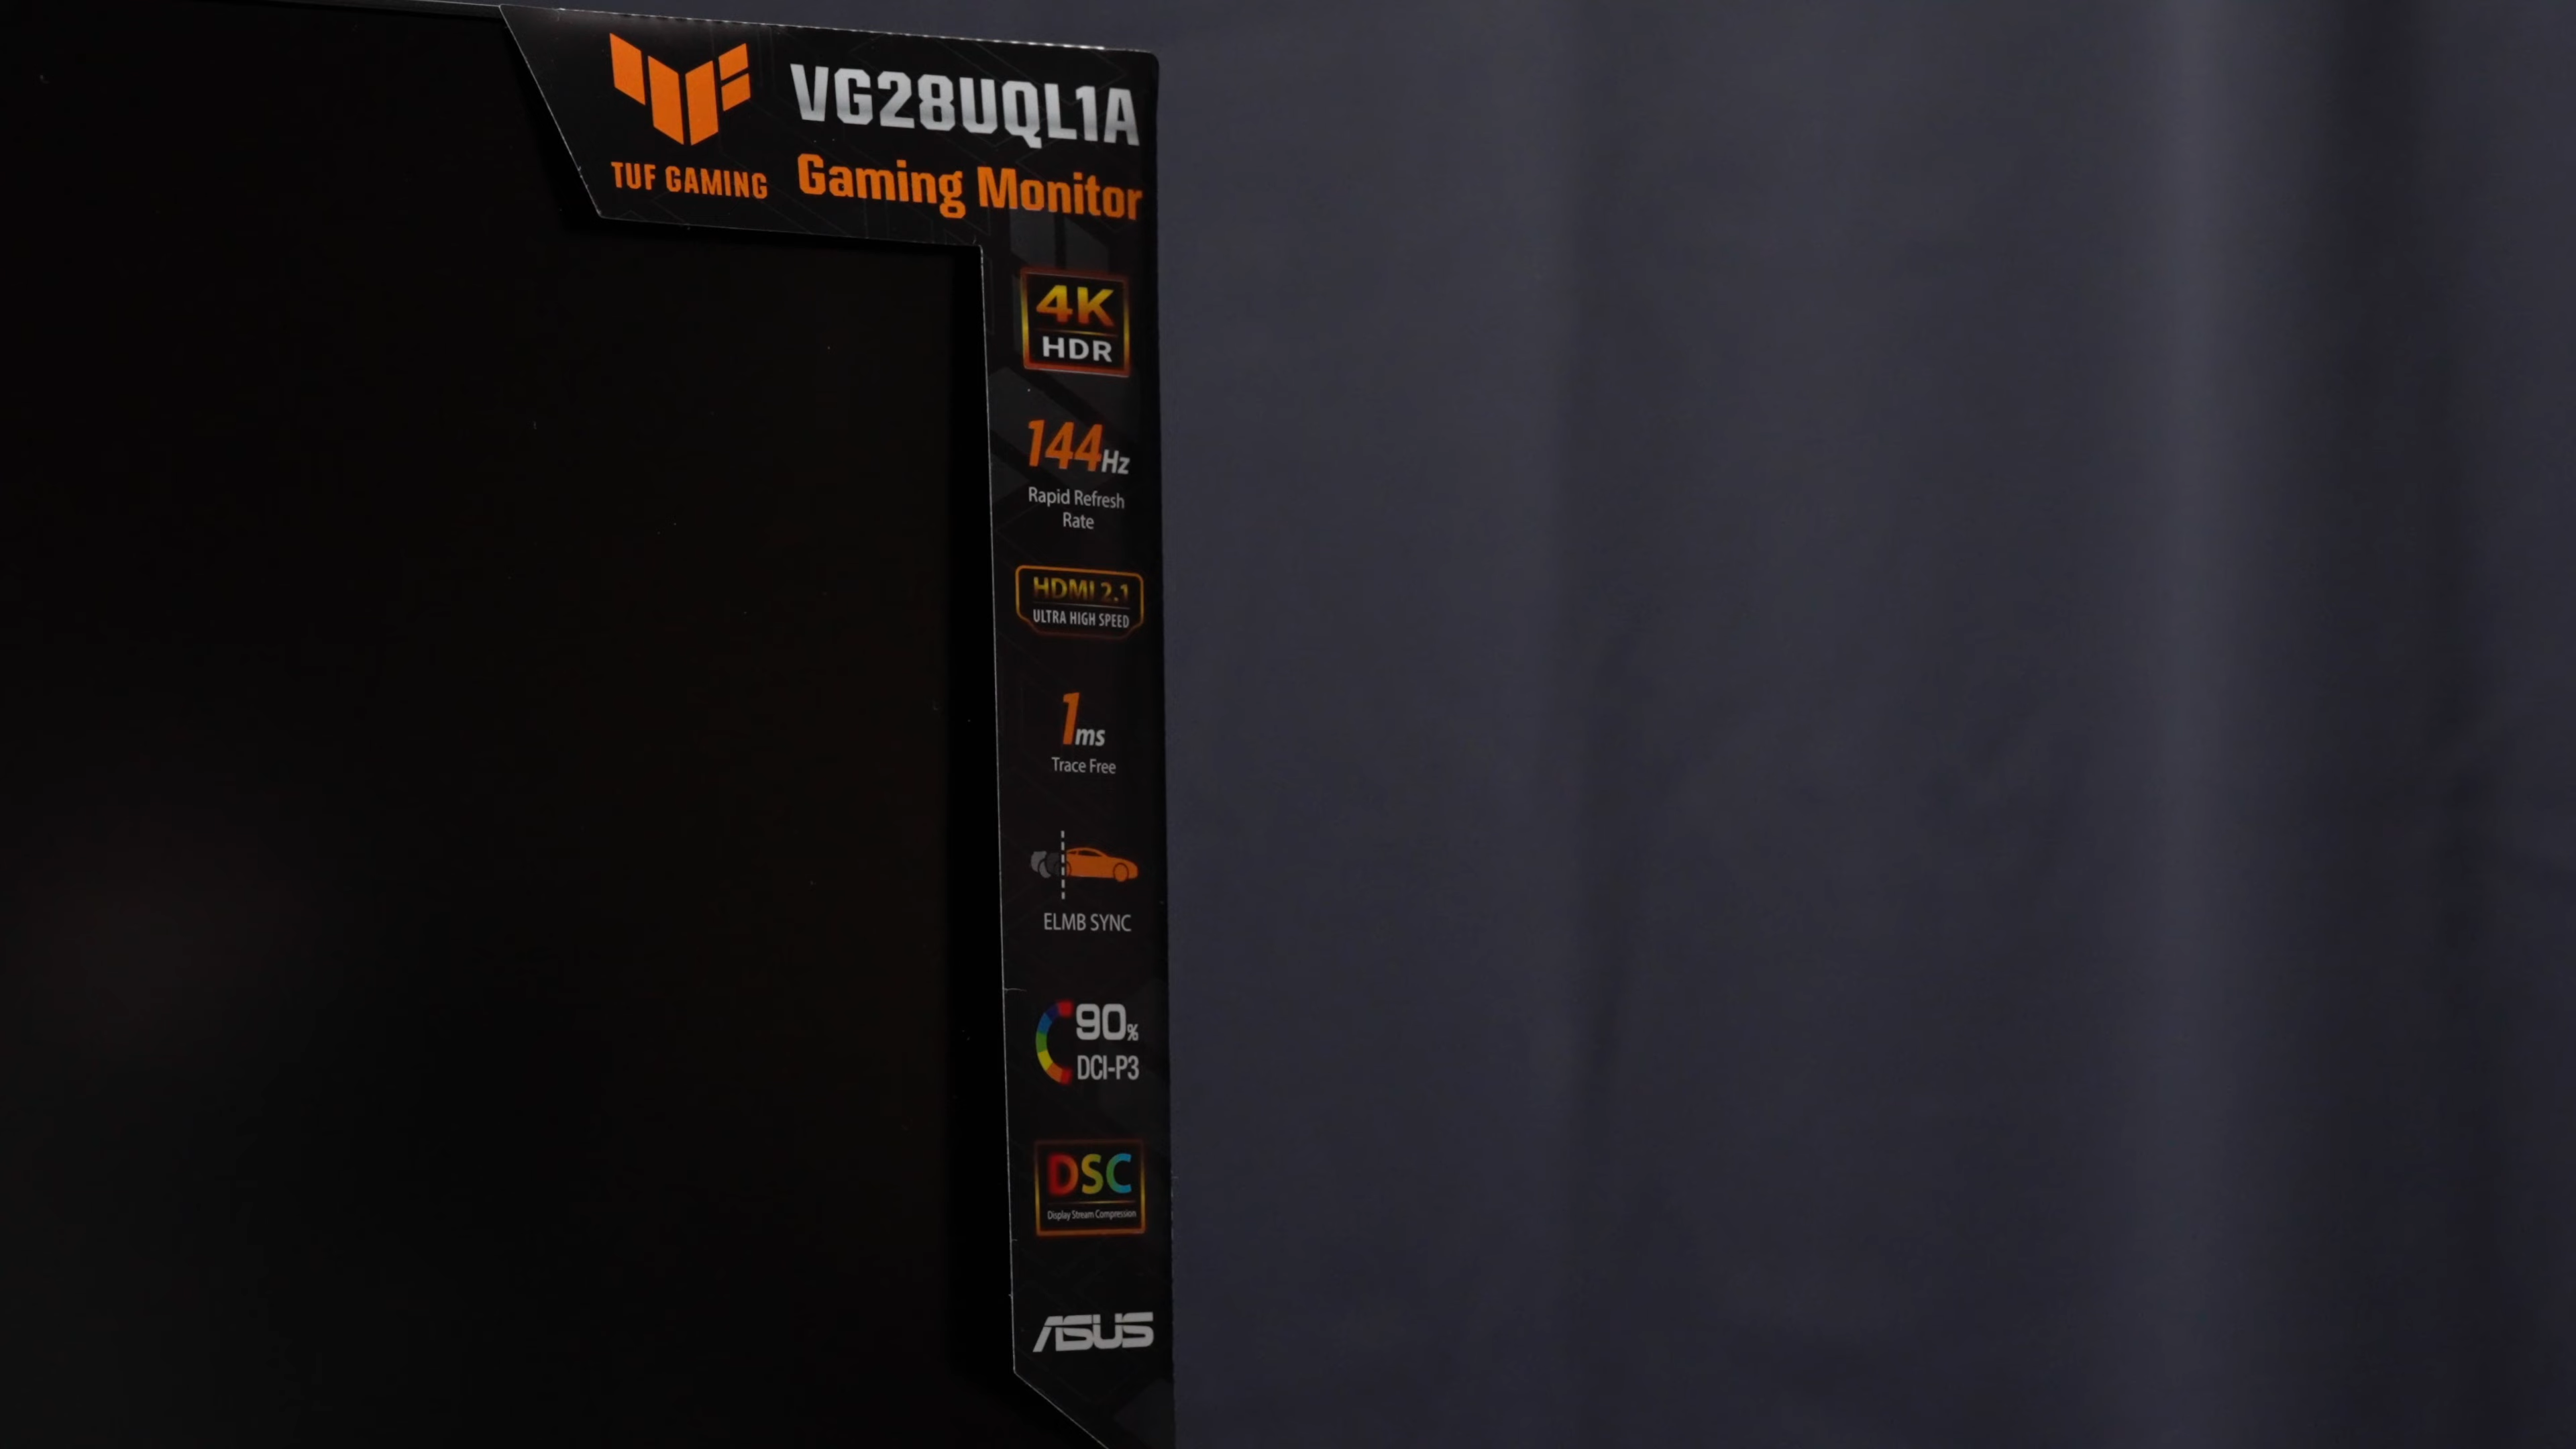 VG28UQL1A
TUF GAMING
Gaming Monitor
4K
HDR
144Hz
Rapid Refresh
Rate
HDMI 2.1
ULTRA HIGH SPEED
1ms
Trace Free
ELMB SYNC
90%
DCI-P3
DSC
Display Stream Compression
ASUS